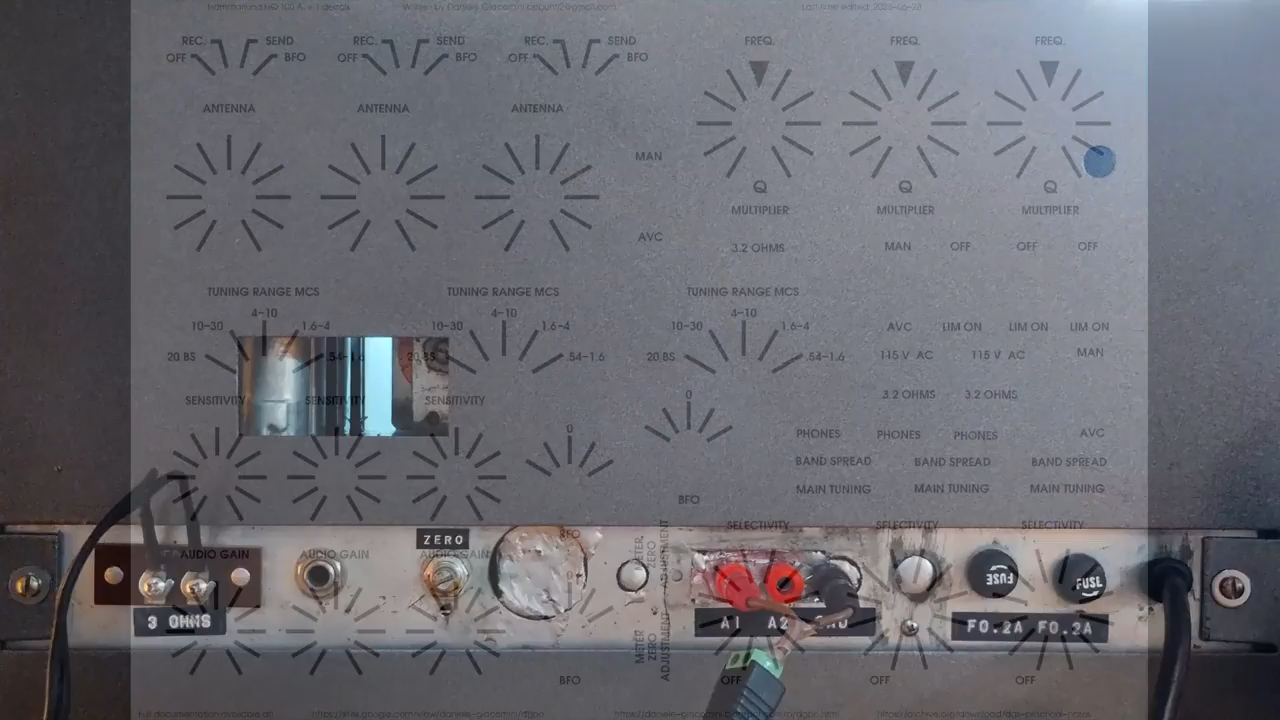 REC. SEND REC. SEND REC. SEND
OFF BFO OFF BFO OFF BFO
FREQ. FREQ. FREQ.
ANTENNA ANTENNA ANTENNA
MAN
Q Q Q
MULTIPLIER MULTIPLIER MULTIPLIER
AVC
3.2 OHMS MAN OFF OFF OFF
TUNING RANGE MCS TUNING RANGE MCS TUNING RANGE MCS
4-10 4-10 4-10
10-30 1.6-4 10-30 1.6-4 10-30 1.6-4
AVC LIM ON LIM ON LIM ON
20 BS .54-1.6 20 BS .54-1.6 20 BS .54-1.6
115 V AC 115 V AC MAN
SENSITIVITY SENSITIVITY SENSITIVITY
0
3.2 OHMS 3.2 OHMS
0
PHONES PHONES PHONES AVC
BAND SPREAD BAND SPREAD BAND SPREAD
MAIN TUNING MAIN TUNING MAIN TUNING
BFO
SELECTIVITY SELECTIVITY SELECTIVITY
ZERO
BFO
AUDIO GAIN AUDIO GAIN AUDIO GAIN
METER ZERO ADJUSTMENT
FUSE FUSE
3 OHMS
A1 A2 GND
FO.2A FO.2A
METER ZERO ADJUSTMENT
BFO OFF OFF OFF